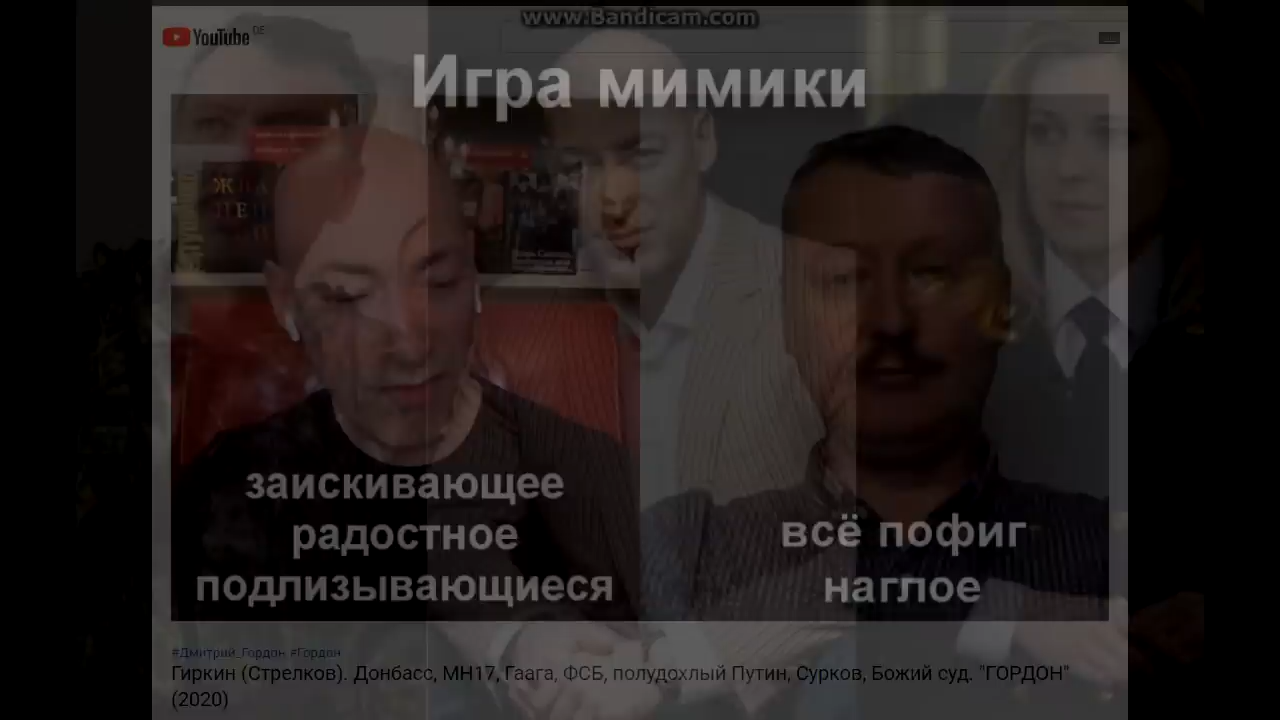 www.Bandicam.com
YouTube DE
Игра мимики
заискивающее
радостное
подлизывающиеся
всё пофиг
наглое
#Дмитрий_Гордон #Гордон
Гиркин (Стрелков). Донбасс, МН17, Гаага, ФСБ, полудохлый Путин, Сурков, Божий суд. "ГОРДОН"
(2020)